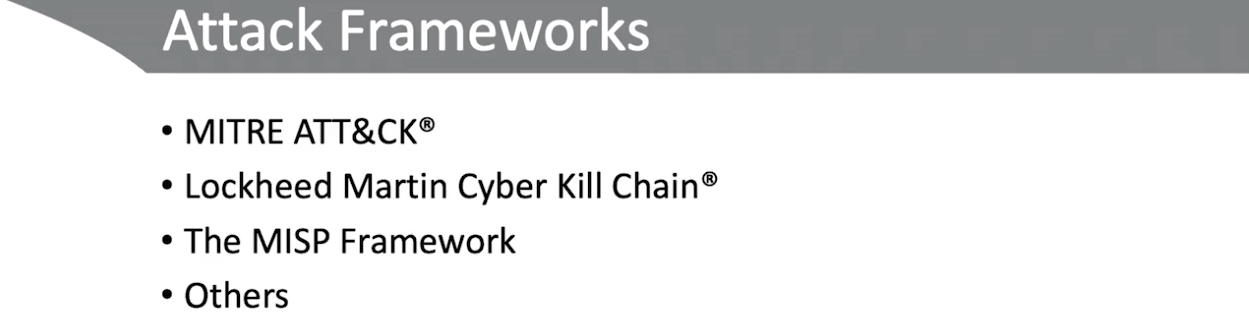 Attack Frameworks
• MITRE ATT&CK®
• Lockheed Martin Cyber Kill Chain®
• The MISP Framework
• Others